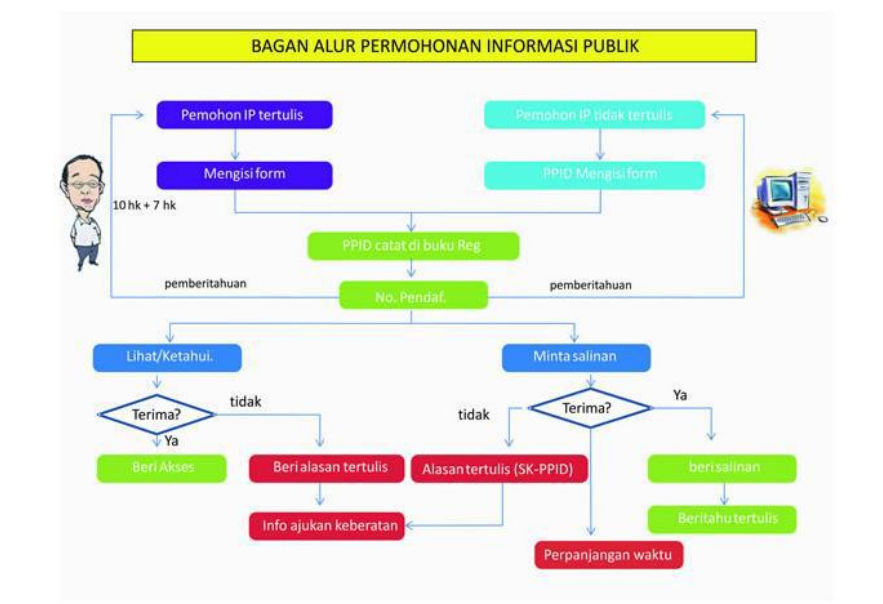 BAGAN ALUR PERMOHONAN INFORMASI PUBLIK
Pemohon IP tertulis
Pemohon IP tidak tertulis
Mengisi form
PPID Mengisi form
10 hk + 7 hk
PPID catat di buku Reg
pemberitahuan
No. Pendaf.
pemberitahuan
Lihat/Ketahui.
Minta salinan
Terima?
tidak
Ya
tidak
Terima?
Ya
Beri Akses
Beri alasan tertulis
Alasan tertulis (SK-PPID)
beri salinan
Info ajukan keberatan
Beritahu tertulis
Perpanjangan waktu